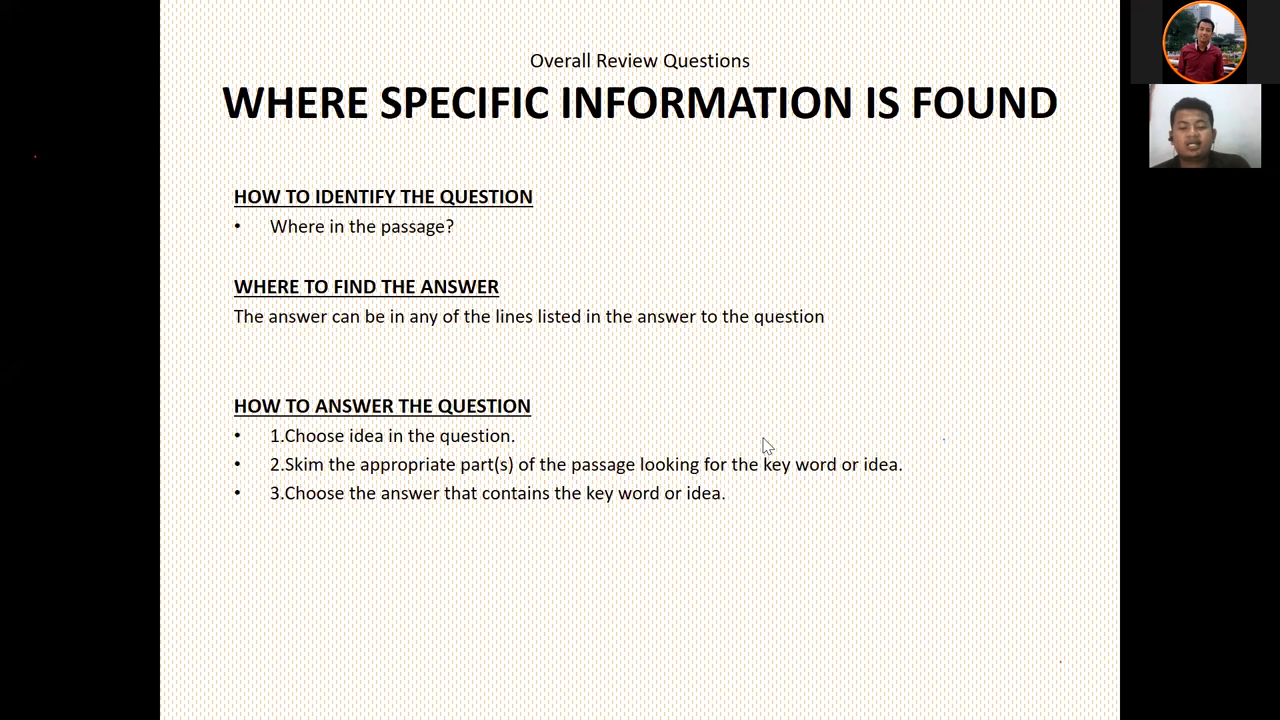 Overall Review Questions
WHERE SPECIFIC INFORMATION IS FOUND
HOW TO IDENTIFY THE QUESTION
• Where in the passage?
WHERE TO FIND THE ANSWER
The answer can be in any of the lines listed in the answer to the question
HOW TO ANSWER THE QUESTION
• 1.Choose idea in the question.
• 2.Skim the appropriate part(s) of the passage looking for the key word or idea.
• 3.Choose the answer that contains the key word or idea.